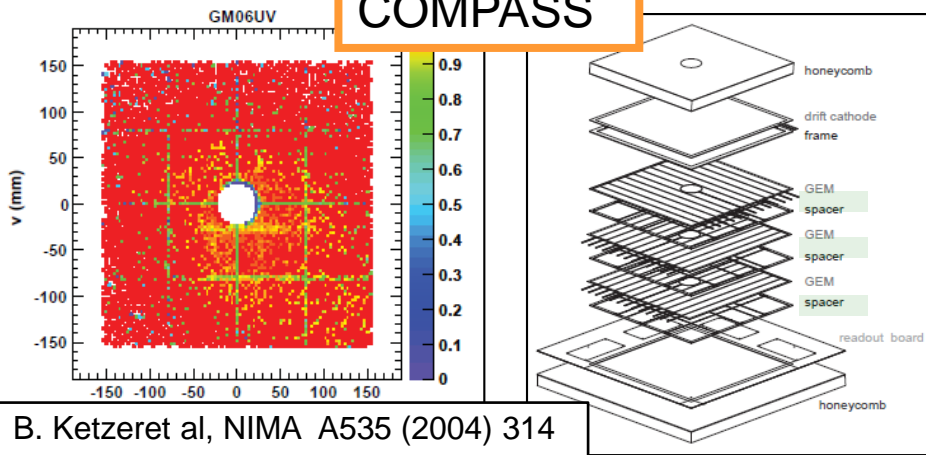 COMPASS
GM06UV
v (mm)
150
100
50
0
-50
-100
-150
-150 -100 -50 0 50 100 150
0.9
0.8
0.7
0.6
0.5
0.4
0.3
0.2
0.1
0
honeycomb
drift cathode
frame
GEM
spacer
GEM
spacer
GEM
spacer
readout board
honeycomb
B. Ketzeret al, NIMA A535 (2004) 314